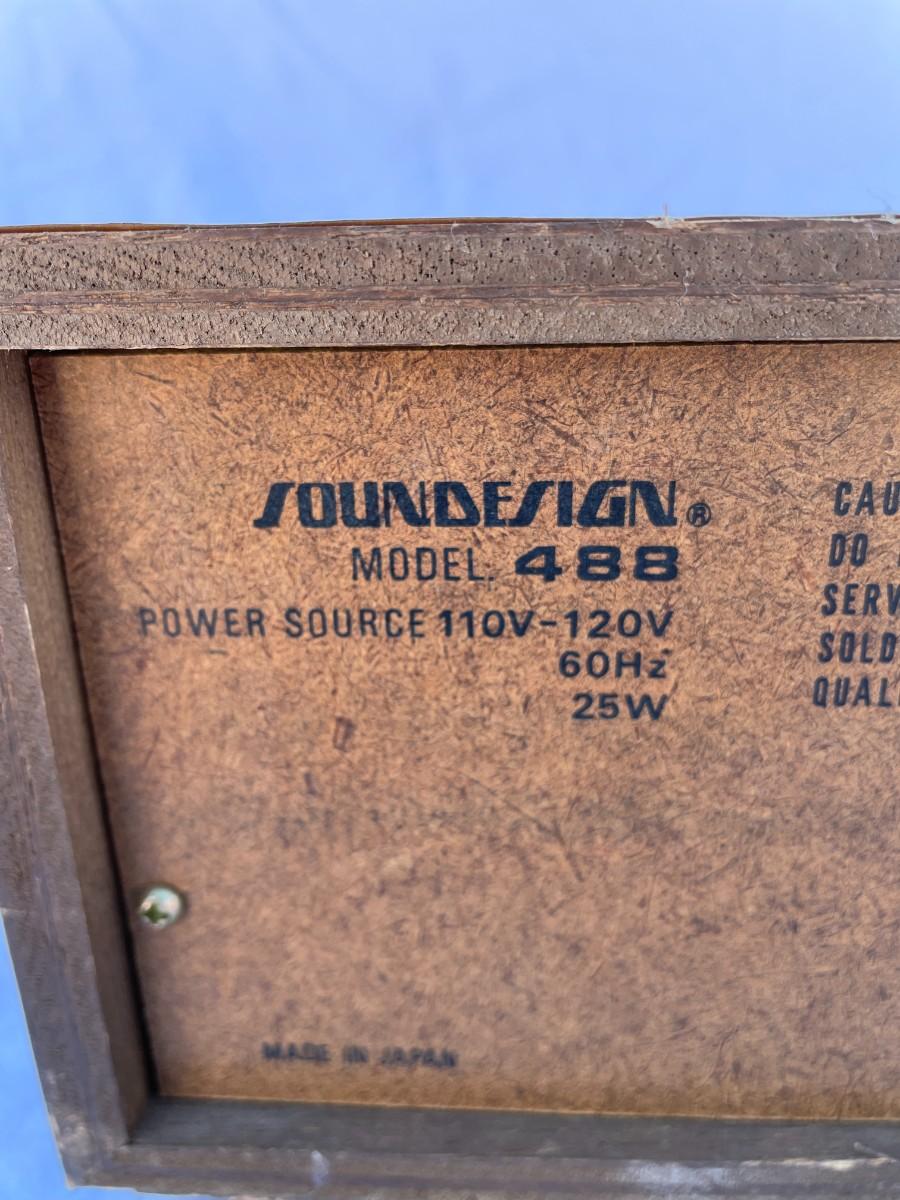 SOUNDESIGN®
MODEL. 488
POWER SOURCE 110V-120V
60Hz
25W
CAU
DO
SERV
SOLD
QUAL
MADE IN JAPAN